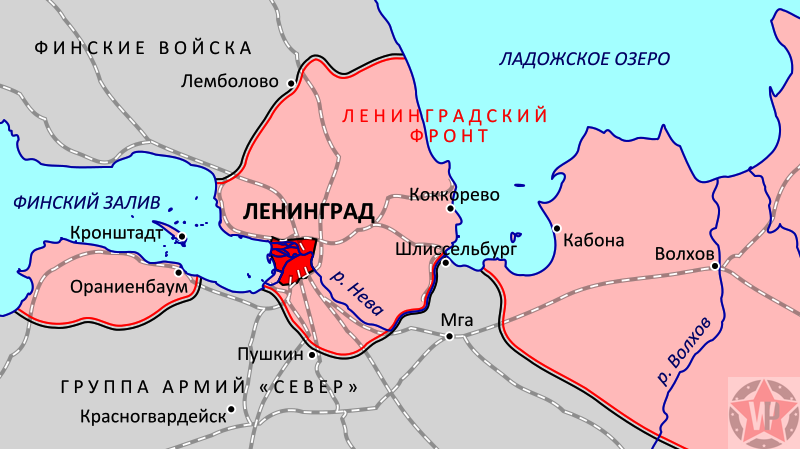 ФИНСКИЕ ВОЙСКА
ЛАДОЖСКОЕ ОЗЕРО
Лемболово
ЛЕНИНГРАДСКИЙ
ФРОНТ
ФИНСКИЙ ЗАЛИВ
Коккорево
ЛЕНИНГРАД
Кронштадт
Кабона
Шлиссельбург
Волхов
Ораниенбаум
р. Нева
Мга
Пушкин
р. Волхов
ГРУППА АРМИЙ «СЕВЕР»
Красногвардейск